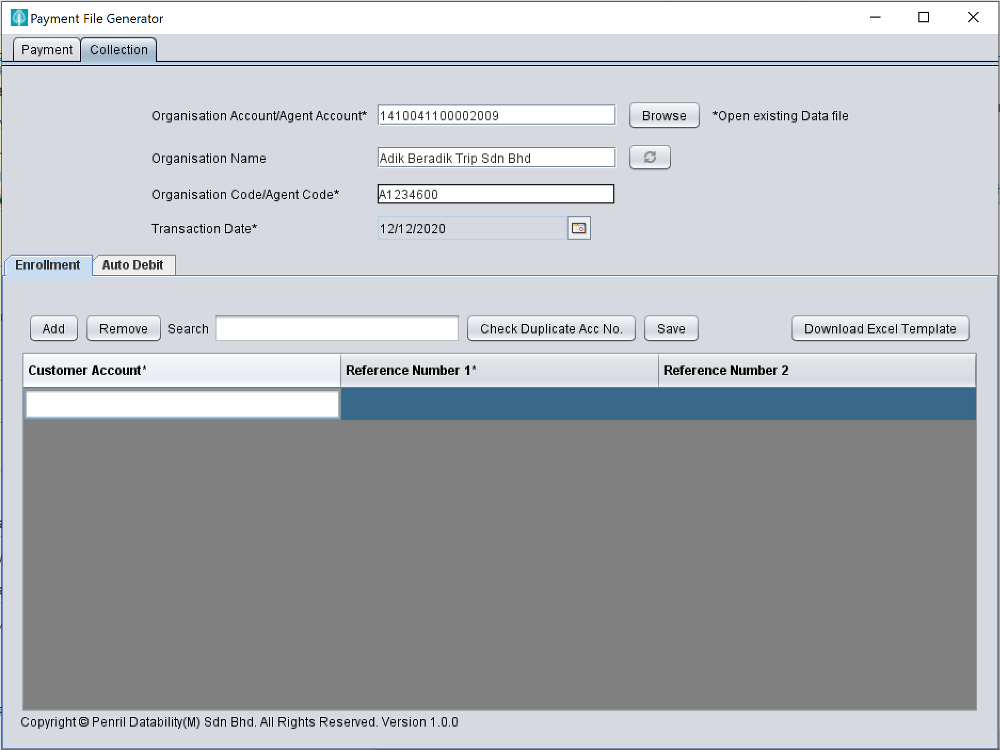 Payment File Generator
Payment Collection
Organisation Account/Agent Account* 1410041100002009 Browse *Open existing Data file
Organisation Name Adik Beradik Trip Sdn Bhd
Organisation Code/Agent Code* A1234600
Transaction Date* 12/12/2020
Enrollment Auto Debit
Add Remove Search Check Duplicate Acc No. Save Download Excel Template
Customer Account* Reference Number 1* Reference Number 2
Copyright © Penril Datability(M) Sdn Bhd. All Rights Reserved. Version 1.0.0